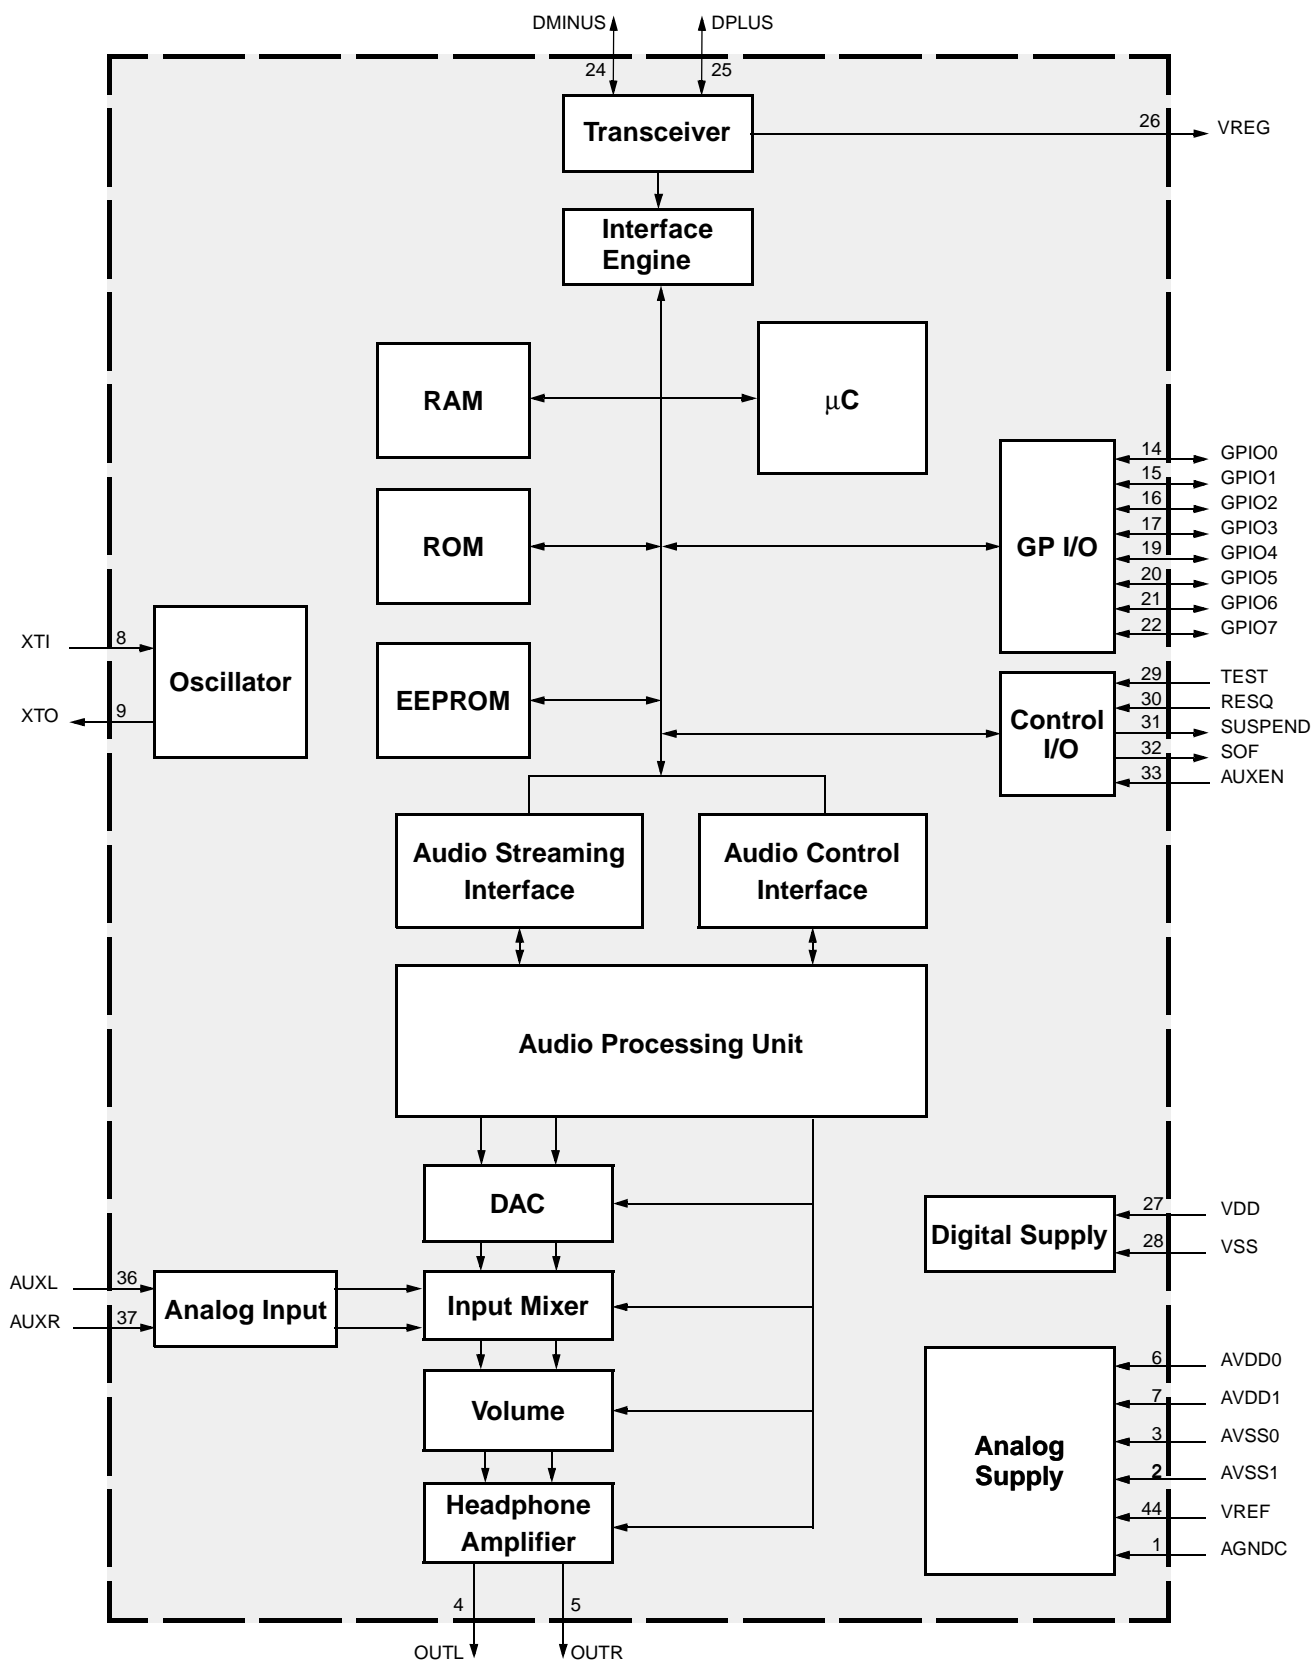 DMINUS DPLUS
24 25
Transceiver
26 VREG
Interface
Engine
RAM
μC
ROM
EEPROM
GP I/O
14 GPIO0
15 GPIO1
16 GPIO2
17 GPIO3
19 GPIO4
20 GPIO5
21 GPIO6
22 GPIO7
XTI 8
XTO 9
Oscillator
Control
I/O
29 TEST
30 RESQ
31 SUSPEND
32 SOF
33 AUXEN
Audio Streaming
Interface
Audio Control
Interface
Audio Processing Unit
DAC
Digital Supply
27 VDD
28 VSS
AUXL 36
AUXR 37
Analog Input
Input Mixer
Volume
Headphone
Amplifier
Analog
Supply
6 AVDD0
7 AVDD1
3 AVSS0
2 AVSS1
44 VREF
1 AGNDC
4 5
OUTL OUTR